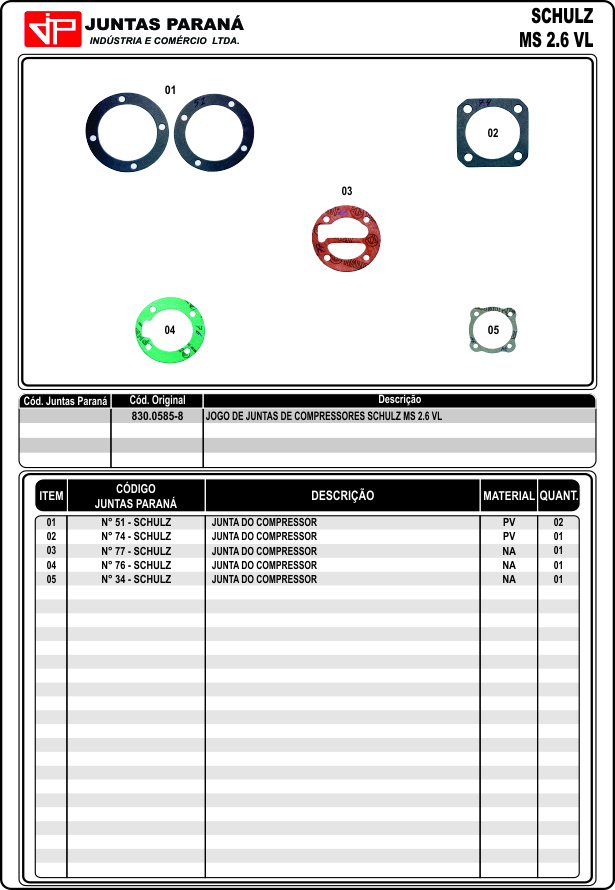 JP JUNTAS PARANÁ
INDÚSTRIA E COMÉRCIO LTDA.
SCHULZ
MS 2.6 VL
01
51
74
02
03
04
76
05
Cód. Juntas Paraná Cód. Original Descrição
830.0585-8 JOGO DE JUNTAS DE COMPRESSORES SCHULZ MS 2.6 VL
ITEM CÓDIGO JUNTAS PARANÁ DESCRIÇÃO MATERIAL QUANT.
01 N° 51 - SCHULZ JUNTA DO COMPRESSOR PV 02
02 N° 74 - SCHULZ JUNTA DO COMPRESSOR PV 01
03 N° 77 - SCHULZ JUNTA DO COMPRESSOR NA 01
04 N° 76 - SCHULZ JUNTA DO COMPRESSOR NA 01
05 N° 34 - SCHULZ JUNTA DO COMPRESSOR NA 01